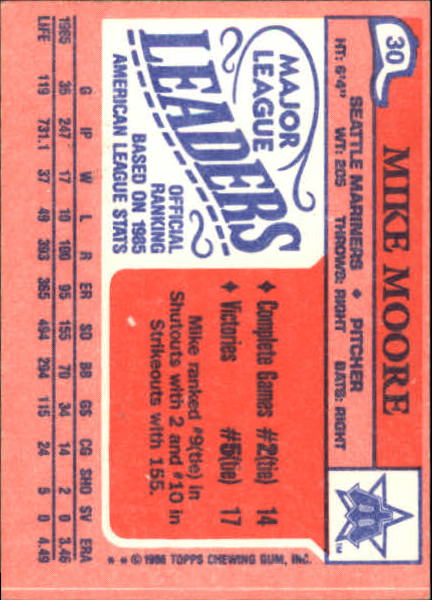 30
MIKE MOORE
SEATTLE MARINERS ♦ PITCHER
HT: 6'4" WT: 205 THROWS: RIGHT BATS: RIGHT
MAJOR
LEAGUE
LEADERS
OFFICIAL
RANKING
BASED ON 1985
AMERICAN LEAGUE STATS
♦ Complete Games #2(tie) 14
♦ Victories #5(tie) 17
Mike ranked #9(tie) in
Shutouts with 2 and #10 in
Strikeouts with 155.
G IP W L R ER SO BB GS CG SHO SV ERA
1985 35 247 17 10 100 95 155 70 34 14 2 0 3.46
LIFE 119 731.1 37 49 393 365 494 294 115 24 5 0 4.49
* * © 1986 TOPPS CHEWING GUM, INC.
TM